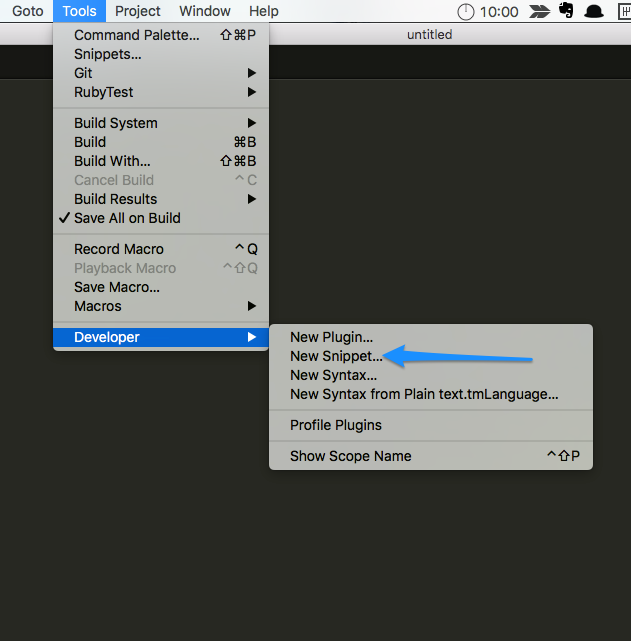 Goto Tools Project Window Help 10:00
untitled
Command Palette... ⇧⌘P
Snippets...
Git ▶
RubyTest ▶
Build System ▶
Build ⌘B
Build With... ⇧⌘B
Cancel Build ^C
Build Results ▶
✓ Save All on Build
Record Macro ^Q
Playback Macro ^⇧Q
Save Macro...
Macros ▶
Developer ▶
New Plugin...
New Snippet...
New Syntax...
New Syntax from Plain text.tmLanguage...
Profile Plugins
Show Scope Name ^⇧P